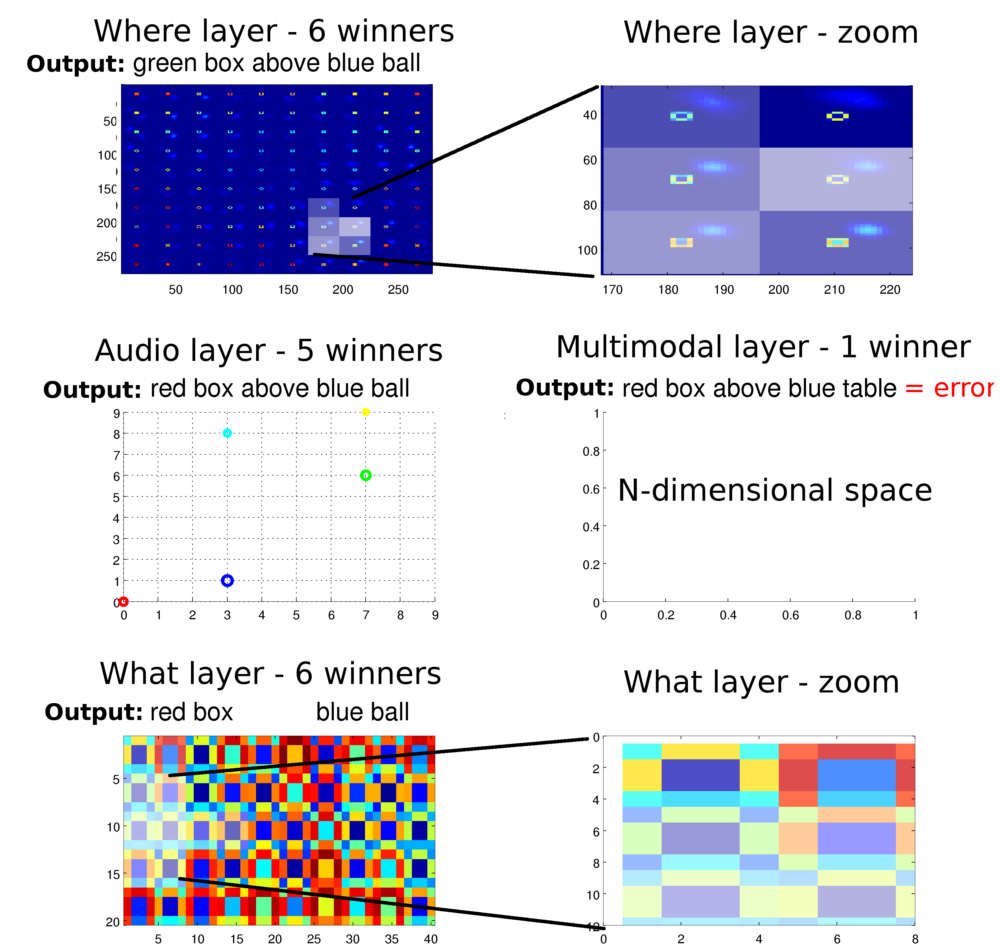 Where layer - 6 winners
Output: green box above blue ball
50
100
150
200
250
50 100 150 200 250
Where layer - zoom
40
60
80
100
170 180 190 200 210 220
Audio layer - 5 winners
Output: red box above blue ball
9
8
7
6
5
4
3
2
1
0
0 1 2 3 4 5 6 7 8 9
Multimodal layer - 1 winner
Output: red box above blue table = error
1
0.8
0.6
N-dimensional space
0.4
0.2
0
0 0.2 0.4 0.6 0.8 1
What layer - 6 winners
Output: red box blue ball
5
10
15
20
5 10 15 20 25 30 35 40
What layer - zoom
0
2
4
6
8
10
12
2 4 6 8